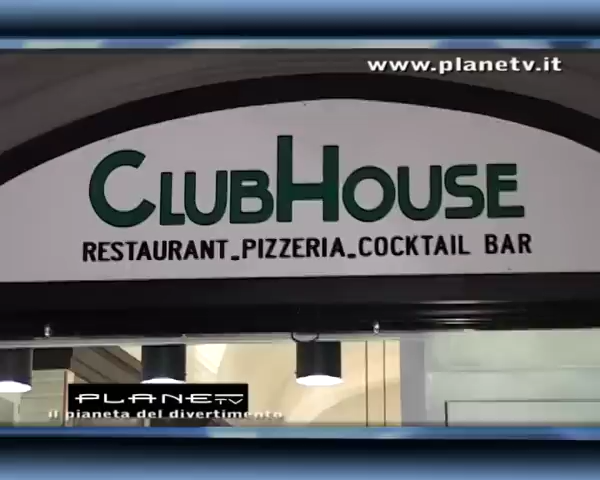 www.planetv.it
CLUBHOUSE
RESTAURANT_PIZZERIA_COCKTAIL BAR
PLANETV
il pianeta del divertimento